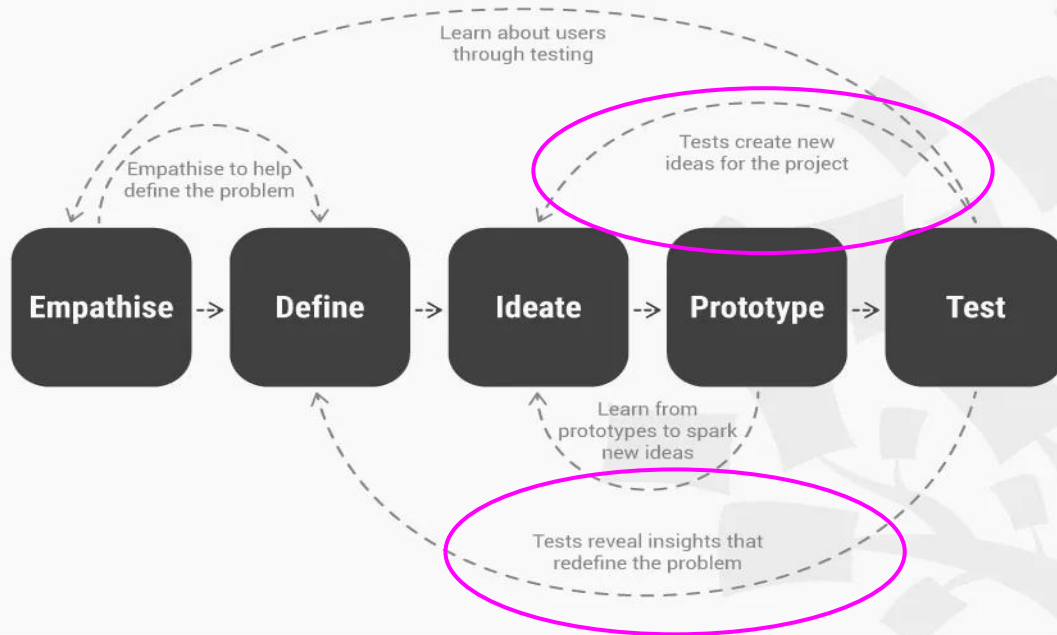 Learn about users
through testing
Tests create new
ideas for the project
Empathise to help
define the problem
Empathise
Define
Ideate
Prototype
Test
Learn from
prototypes to spark
new ideas
Tests reveal insights that
redefine the problem